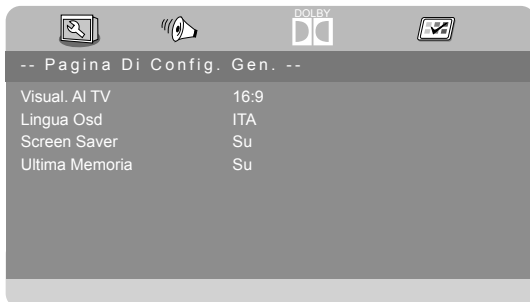 DOLBY
-- Pagina Di Config. Gen. --
Visual. Al TV 16:9
Lingua Osd ITA
Screen Saver Su
Ultima Memoria Su